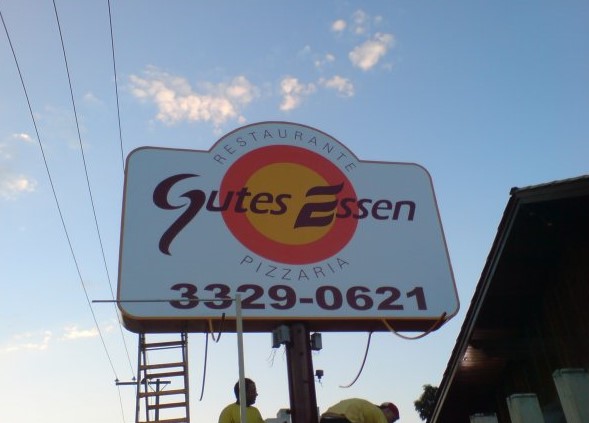 RESTAURANTE
Gutes Essen
PIZZARIA
3329-0621